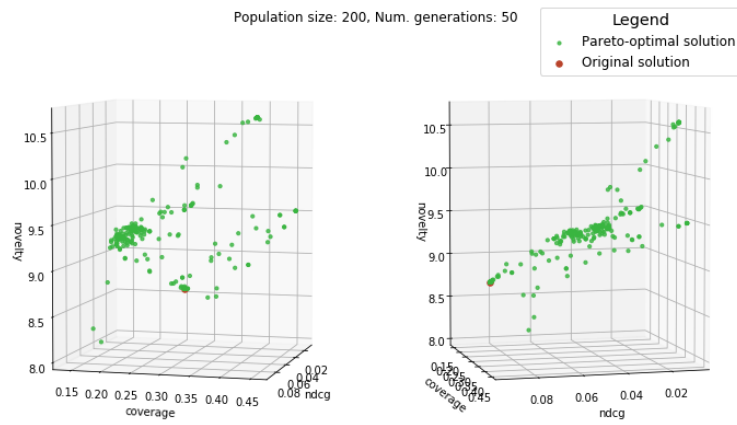 Population size: 200, Num. generations: 50
Legend
Pareto-optimal solution
Original solution
10.5
10.0
9.5
9.0
8.5
8.0
novelty
0.15
0.20
0.25
0.30
0.35
0.40
0.45
coverage
0.02
0.04
0.06
0.08
ndcg
10.5
10.0
9.5
9.0
8.5
8.0
novelty
0.15
0.45
coverage
0.08
0.06
0.04
0.02
ndcg